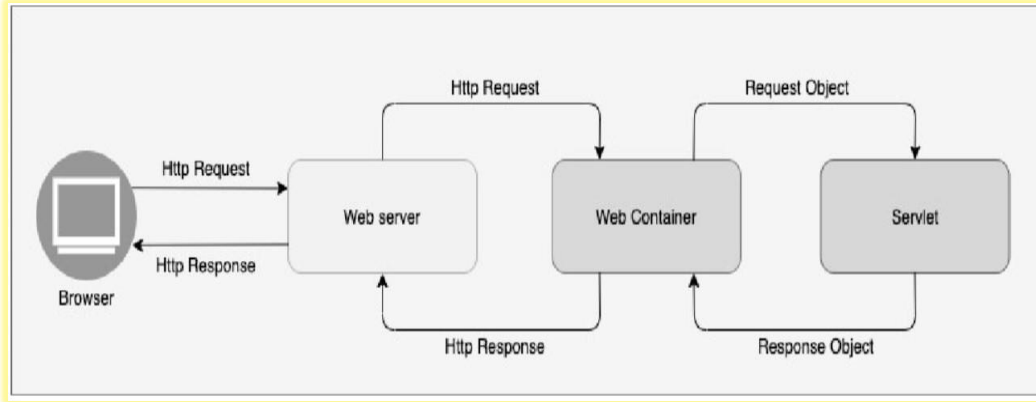 Http Request
Request Object
Http Request
Web server
Web Container
Servlet
Http Response
Browser
Http Response
Response Object